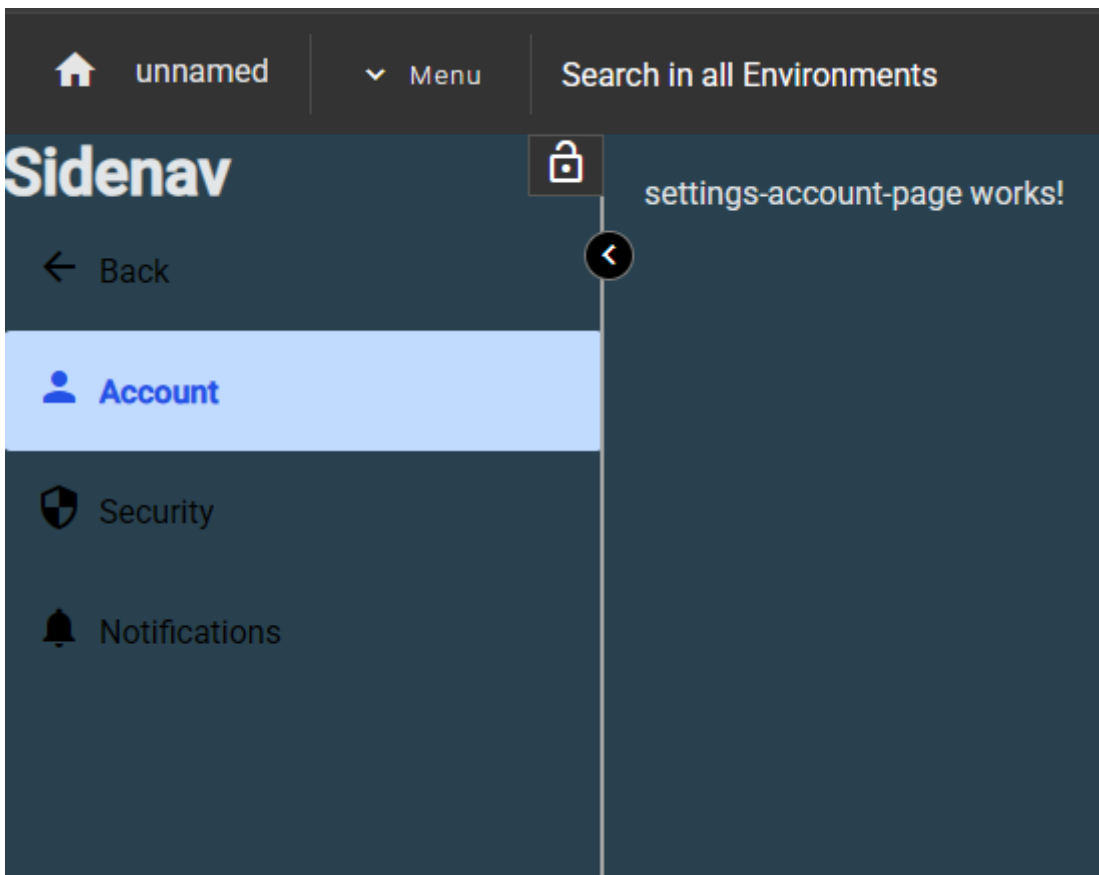 unnamed
Menu
Search in all Environments
Sidenav
settings-account-page works!
Back
Account
Security
Notifications